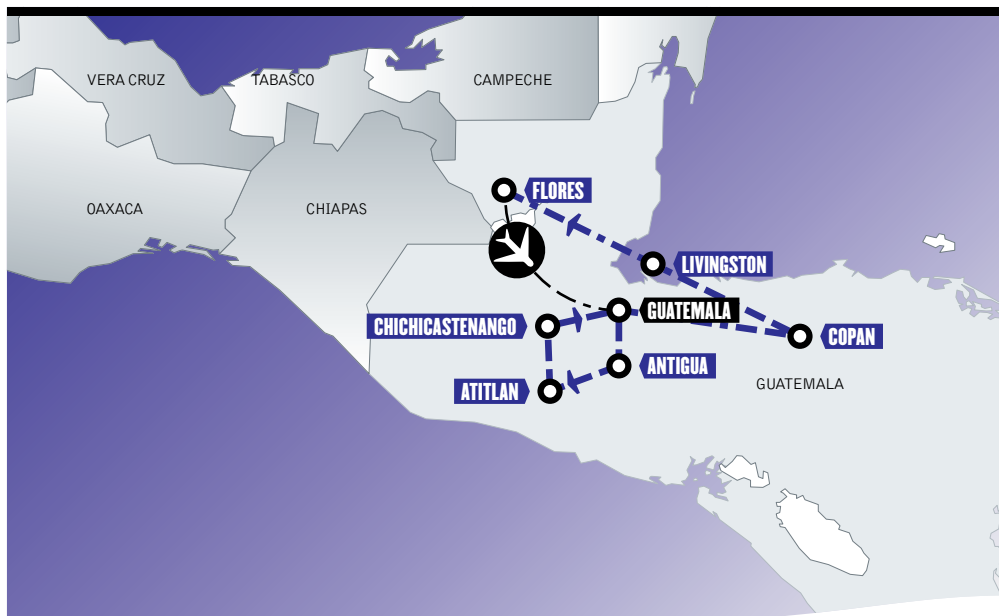 VERA CRUZ
TABASCO
CAMPECHE
FLORES
OAXACA
CHIAPAS
LIVINGSTON
GUATEMALA
CHICHICASTENANGO
COPAN
ANTIGUA
GUATEMALA
ATITLAN